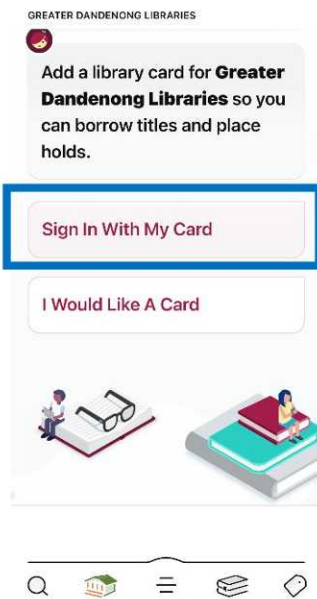 GREATER DANDENONG LIBRARIES
Add a library card for Greater
Dandenong Libraries so you
can borrow titles and place
holds.
Sign In With My Card
I Would Like A Card